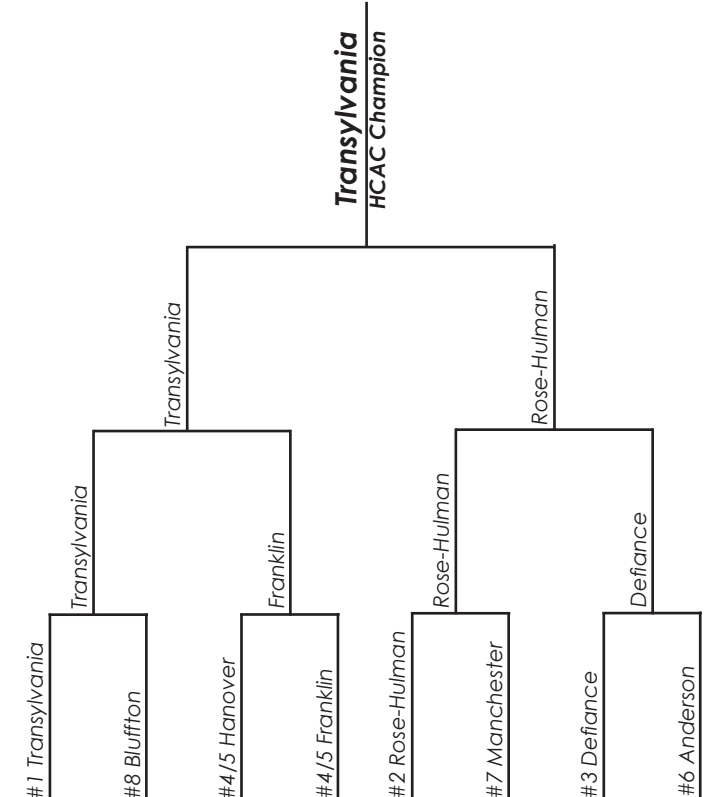 Transylvania
HCAC Champion
Transylvania
Rose-Hulman
Transylvania
Franklin
Rose-Hulman
Defiance
#1 Transylvania
#8 Bluffton
#4/5 Hanover
#4/5 Franklin
#2 Rose-Hulman
#7 Manchester
#3 Defiance
#6 Anderson